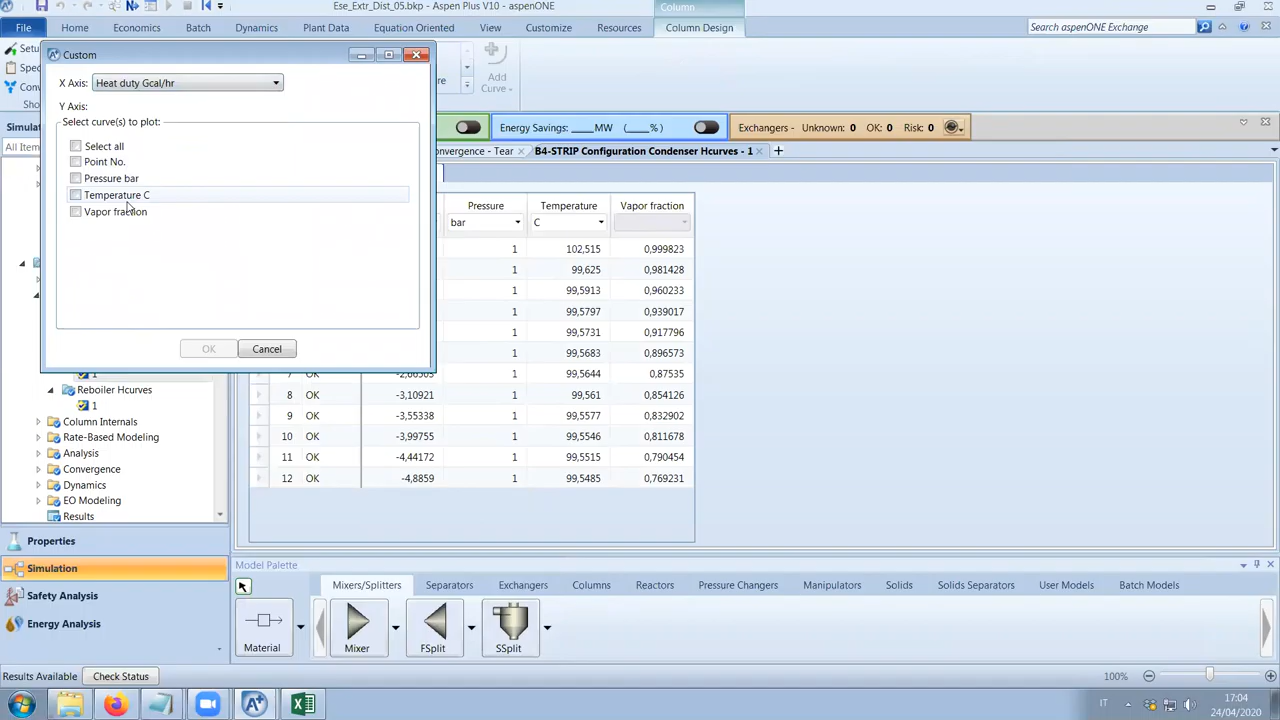 Ese_Extr_Dist_05.bkp - Aspen Plus V10 - aspenONE
Column
File Home Economics Batch Dynamics Plant Data Equation Oriented View Customize Resources Column Design
Search aspenONE Exchange
Custom
X Axis: Heat duty Gcal/hr
Y Axis:
Select curve(s) to plot:
Select all
Point No.
Pressure bar
Temperature C
Vapor fraction
OK Cancel
Add
Curve
Energy Savings: ____MW (____%)
Exchangers - Unknown: 0 OK: 0 Risk: 0
nvergence - Tear
B4-STRIP Configuration Condenser Hcurves - 1
Pressure Temperature Vapor fraction
bar C
1 102,515 0,999823
1 99,625 0,981428
1 99,5913 0,960233
1 99,5797 0,939017
1 99,5731 0,917796
1 99,5683 0,896573
7 OK -2,66503 1 99,5644 0,87535
8 OK -3,10921 1 99,561 0,854126
9 OK -3,55338 1 99,5577 0,832902
10 OK -3,99755 1 99,5546 0,811678
11 OK -4,44172 1 99,5515 0,790454
12 OK -4,8859 1 99,5485 0,769231
1
Reboiler Hcurves
1
Column Internals
Rate-Based Modeling
Analysis
Convergence
Dynamics
EO Modeling
Results
Properties
Simulation
Safety Analysis
Energy Analysis
Model Palette
Mixers/Splitters Separators Exchangers Columns Reactors Pressure Changers Manipulators Solids Solids Separators User Models Batch Models
Material Mixer FSplit SSplit
Results Available Check Status
100%
IT
17:04
24/04/2020